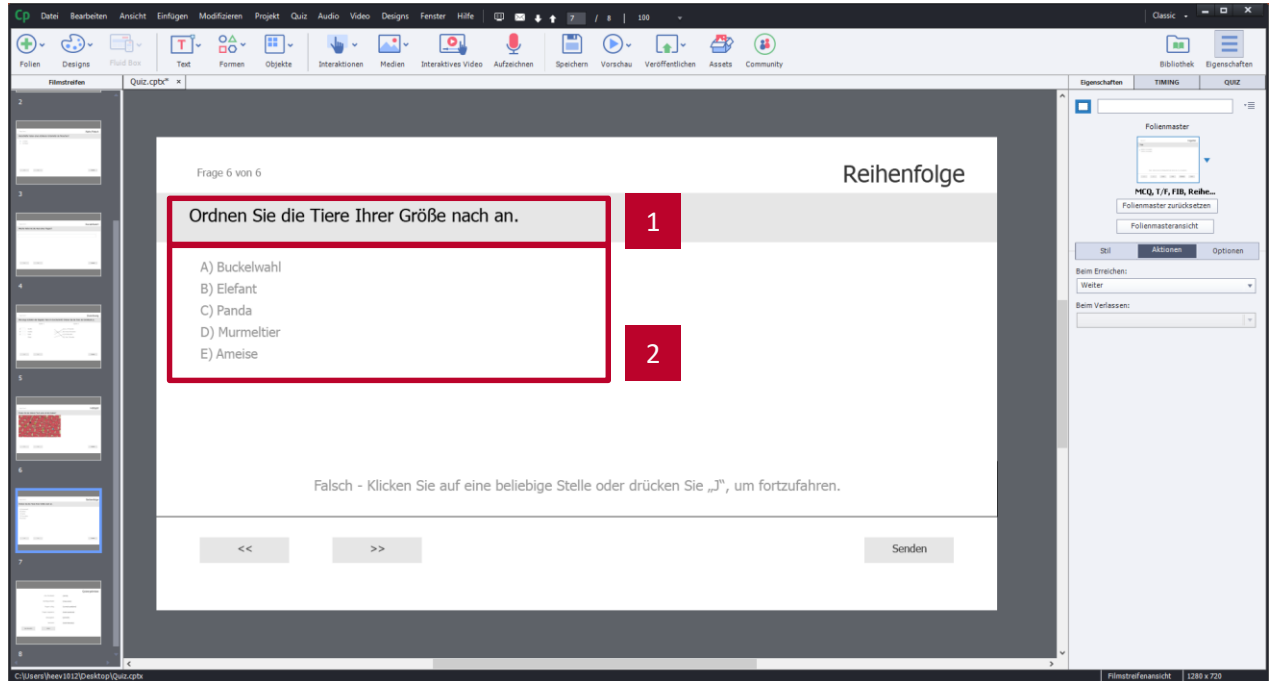 Cp Datei Bearbeiten Ansicht Einfügen Modifizieren Projekt Quiz Audio Video Designs Fenster Hilfe 7 / 8 100 Classic
Folien Designs Fluid Box Text Formen Objekte Interaktionen Medien Interaktives Video Aufzeichnen Speichern Vorschau Veröffentlichen Assets Community Bibliothek Eigenschaften
Filmstreifen Quiz.cptx* × Eigenschaften TIMING QUIZ
2
3
4
5
6
7
8
Frage 6 von 6
Reihenfolge
Ordnen Sie die Tiere Ihrer Größe nach an.
1
A) Buckelwahl
B) Elefant
C) Panda
D) Murmeltier
E) Ameise
2
Falsch - Klicken Sie auf eine beliebige Stelle oder drücken Sie „J“, um fortzufahren.
<< >> Senden
Folienmaster
MCQ, T/F, FIB, Reihe...
Folienmaster zurücksetzen
Folienmasteransicht
Stil Aktionen Optionen
Beim Erreichen:
Weiter
Beim Verlassen:
C:\Users\heev1012\Desktop\Quiz.cptx Filmstreifenansicht 1280 x 720